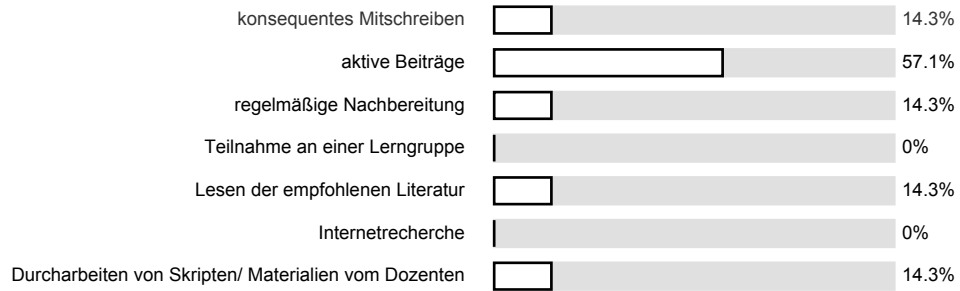 konsequentes Mitschreiben 14.3%
aktive Beiträge 57.1%
regelmäßige Nachbereitung 14.3%
Teilnahme an einer Lerngruppe 0%
Lesen der empfohlenen Literatur 14.3%
Internetrecherche 0%
Durcharbeiten von Skripten/ Materialien vom Dozenten 14.3%